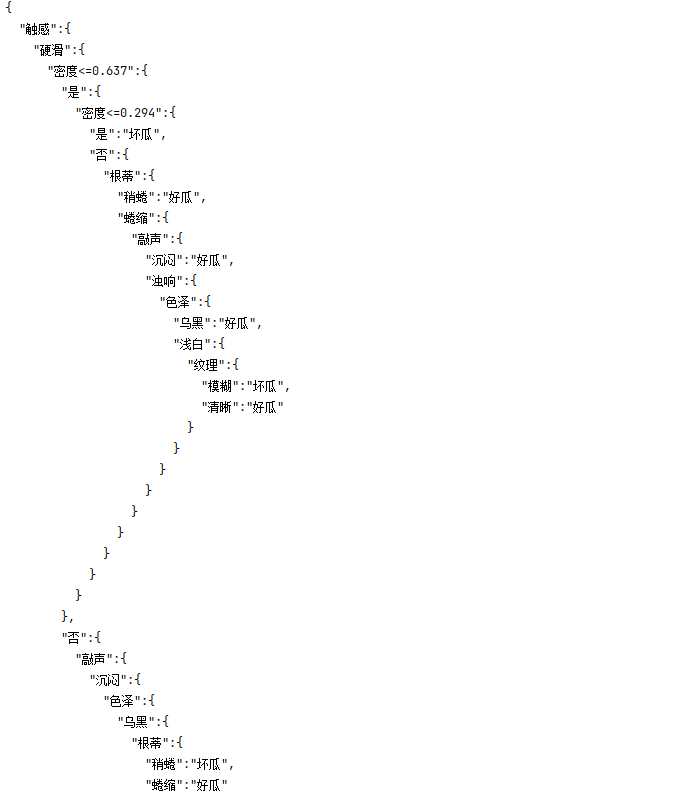 {
"触感":{
"硬滑":{
"密度<=0.637":{
"是":{
"密度<=0.294":{
"是":"坏瓜",
"否":{
"根蒂":{
"稍蜷":"好瓜",
"蜷缩":{
"敲声":{
"沉闷":"好瓜",
"浊响":{
"色泽":{
"乌黑":"好瓜",
"浅白":{
"纹理":{
"模糊":"坏瓜",
"清晰":"好瓜"
}
}
}
}
}
}
}
}
}
},
"否":{
"敲声":{
"沉闷":{
"色泽":{
"乌黑":{
"根蒂":{
"稍蜷":"坏瓜",
"蜷缩":"好瓜"